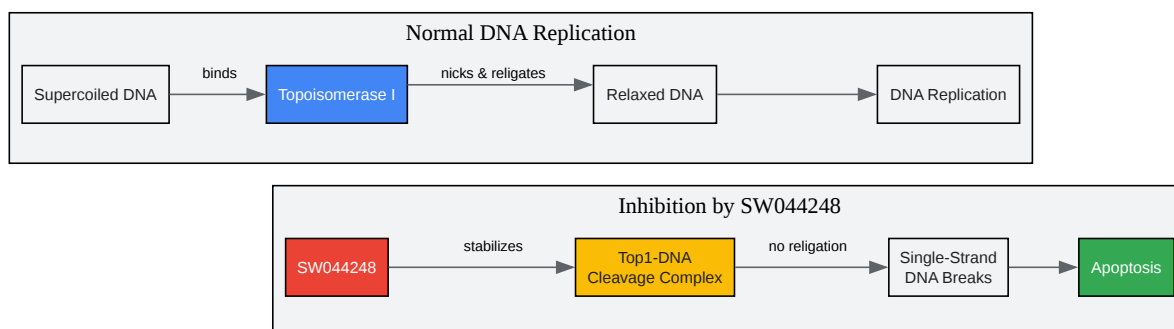 Normal DNA Replication
binds
nicks & religates
Supercoiled DNA
Topoisomerase I
Relaxed DNA
DNA Replication
Inhibition by SW044248
stabilizes
no religation
SW044248
Top1-DNA
Cleavage Complex
Single-Strand
DNA Breaks
Apoptosis